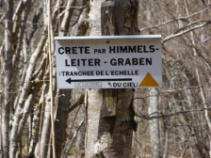 CRETE PAR HIMMELS-
LEITER - GRABEN
(TRANCHEE DE L'ECHELLE
DU CIEL)